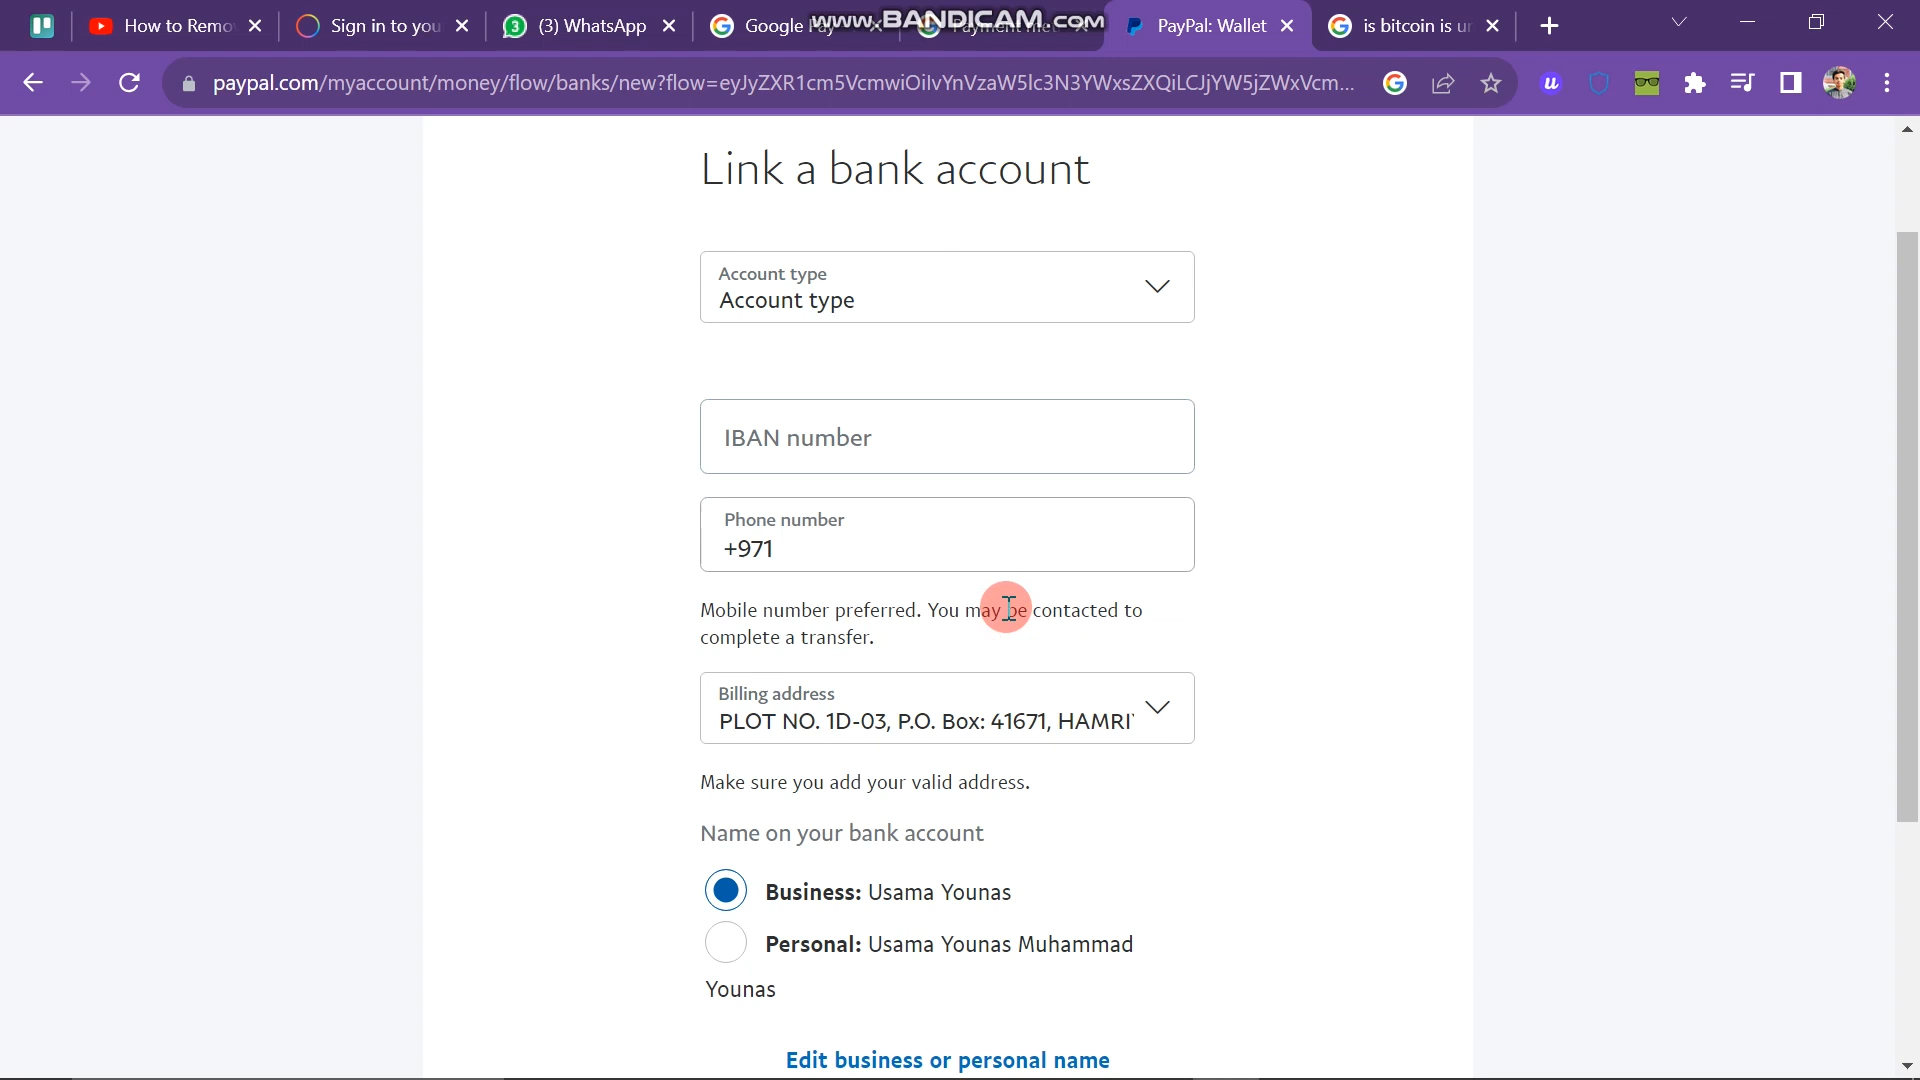 How to Remo
Sign in to you
(3) WhatsApp
Google Pay
www.BANDICAM.com
PayPal: Wallet
is bitcoin is un
paypal.com/myaccount/money/flow/banks/new?flow=eyJyZXR1cm5VcmwiOiIvYnVzaW5lc3N3YWxsZXQiLCJjYW5jZWxVcm...
Link a bank account
Account type
Account type
IBAN number
Phone number
+971
Mobile number preferred. You may be contacted to
complete a transfer.
Billing address
PLOT NO. 1D-03, P.O. Box: 41671, HAMRI
Make sure you add your valid address.
Name on your bank account
Business: Usama Younas
Personal: Usama Younas Muhammad
Younas
Edit business or personal name